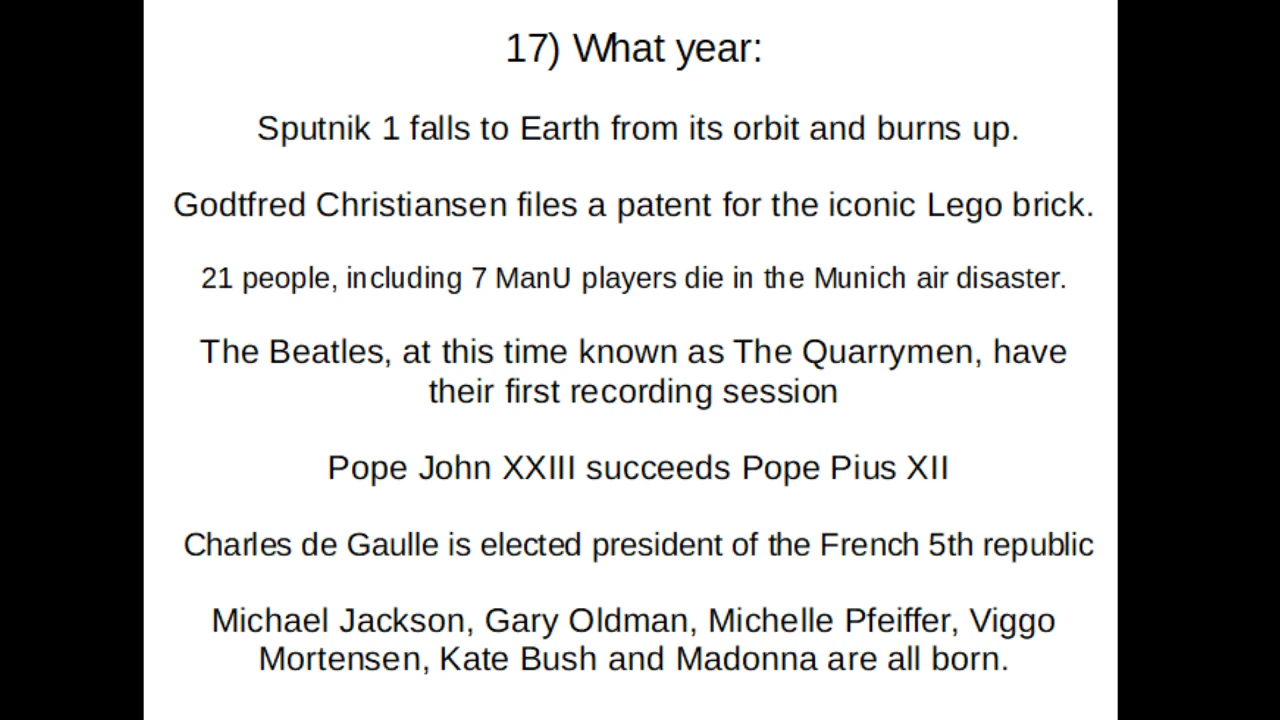 17) What year:
Sputnik 1 falls to Earth from its orbit and burns up.
Godtfred Christiansen files a patent for the iconic Lego brick.
21 people, including 7 ManU players die in the Munich air disaster.
The Beatles, at this time known as The Quarrymen, have
their first recording session
Pope John XXIII succeeds Pope Pius XII
Charles de Gaulle is elected president of the French 5th republic
Michael Jackson, Gary Oldman, Michelle Pfeiffer, Viggo
Mortensen, Kate Bush and Madonna are all born.